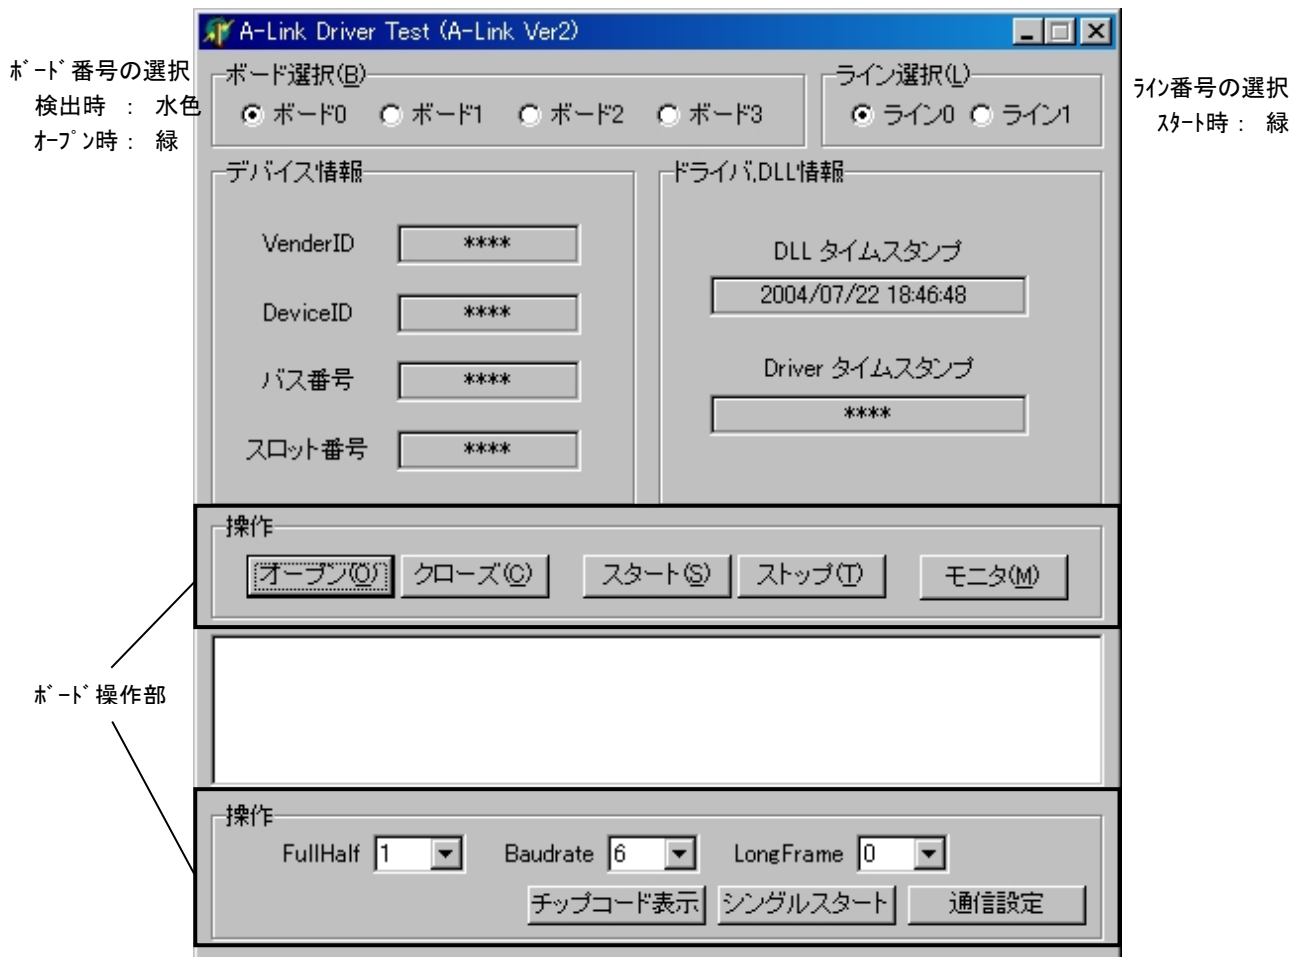 A-Link Driver Test (A-Link Ver2)
ﾎﾞｰﾄﾞ番号の選択
検出時 ： 水色
ｵｰﾌﾟﾝ時 ： 緑
ボード選択(B)
ボード0 ボード1 ボード2 ボード3
ライン選択(L)
ライン0 ライン1
ﾗｲﾝ番号の選択
ｽﾀｰﾄ時 ： 緑
デバイス情報
VenderID ****
DeviceID ****
バス番号 ****
スロット番号 ****
ドライバ,DLL情報
DLL タイムスタンプ
2004/07/22 18:46:48
Driver タイムスタンプ
****
操作
オープン(O) クローズ(C) スタート(S) ストップ(T) モニタ(M)
ﾎﾞｰﾄﾞ操作部
操作
FullHalf 1 Baudrate 6 LongFrame 0
チップコード表示 シングルスタート 通信設定